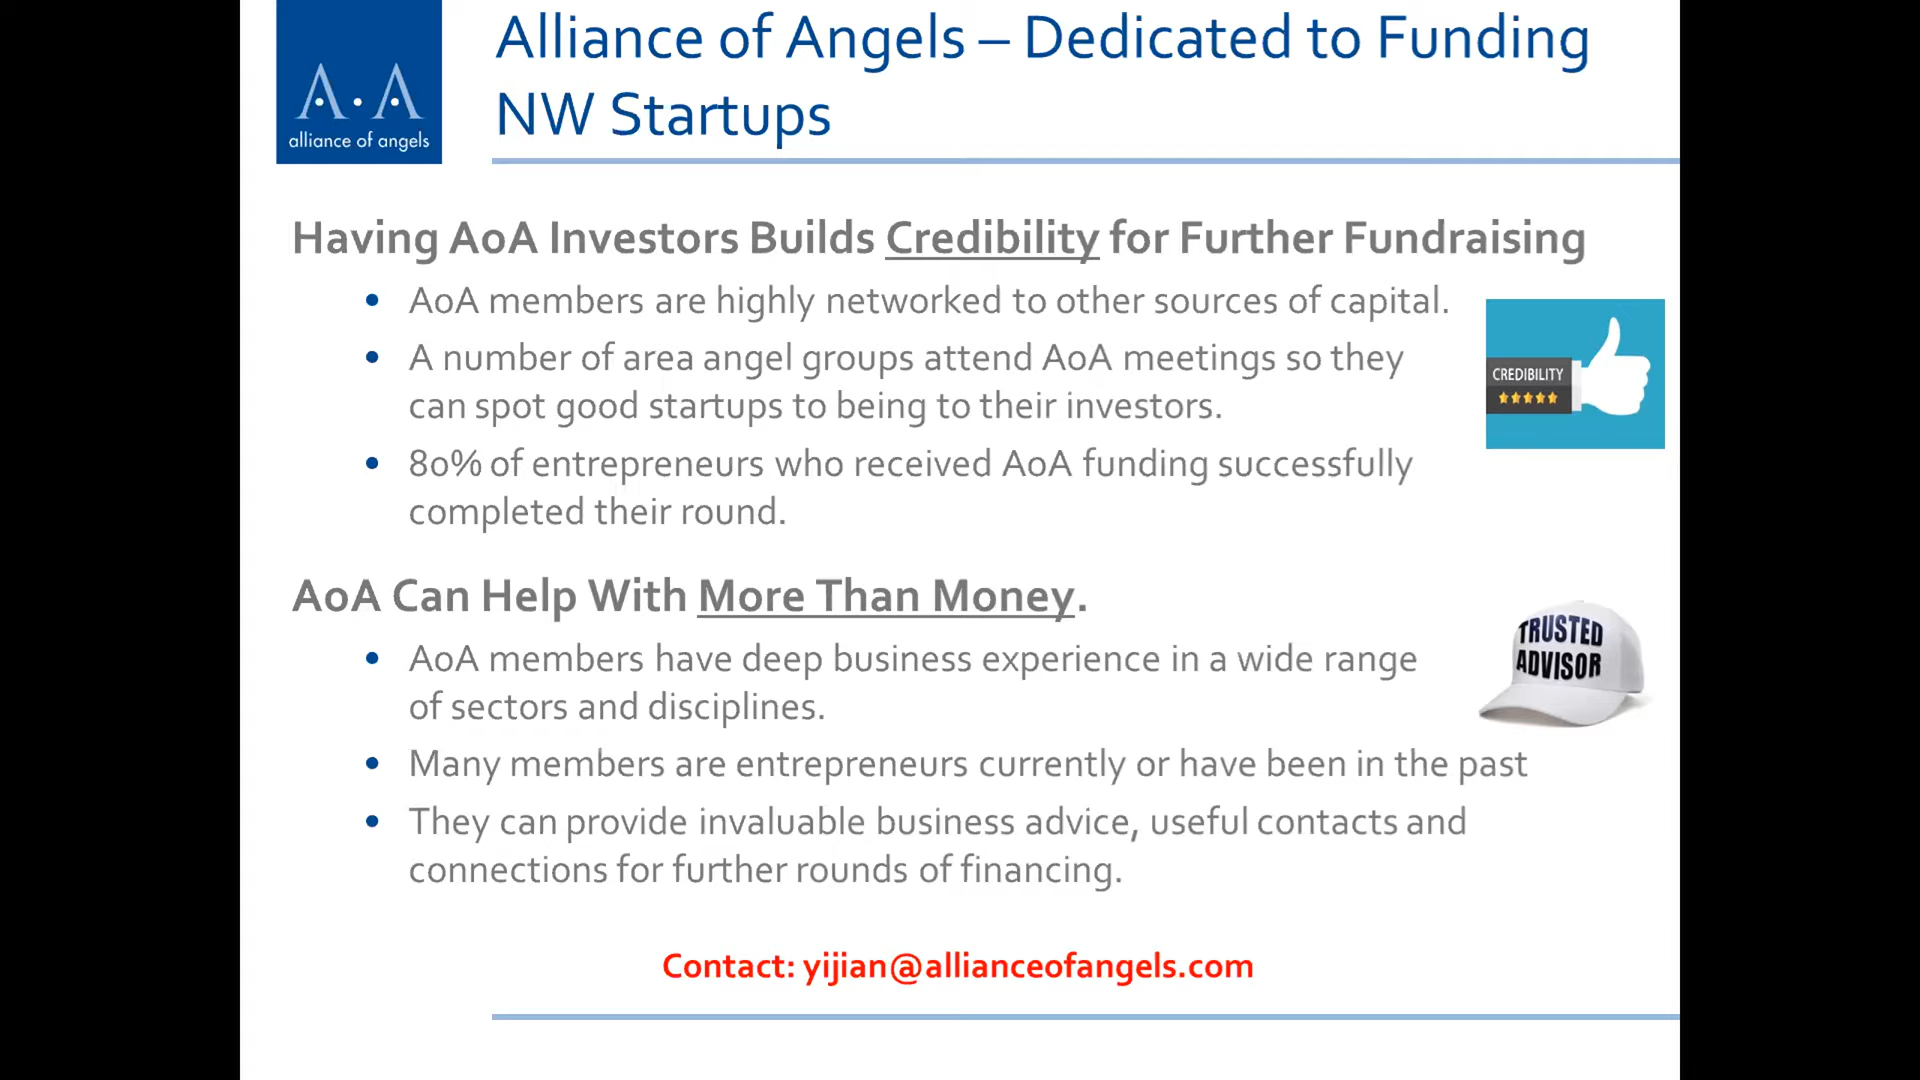 A·A
alliance of angels
Alliance of Angels – Dedicated to Funding
NW Startups
Having AoA Investors Builds Credibility for Further Fundraising
• AoA members are highly networked to other sources of capital.
• A number of area angel groups attend AoA meetings so they
can spot good startups to being to their investors.
• 80% of entrepreneurs who received AoA funding successfully
completed their round.
CREDIBILITY
AoA Can Help With More Than Money.
• AoA members have deep business experience in a wide range
of sectors and disciplines.
TRUSTED
ADVISOR
• Many members are entrepreneurs currently or have been in the past
• They can provide invaluable business advice, useful contacts and
connections for further rounds of financing.
Contact: yijian@allianceofangels.com